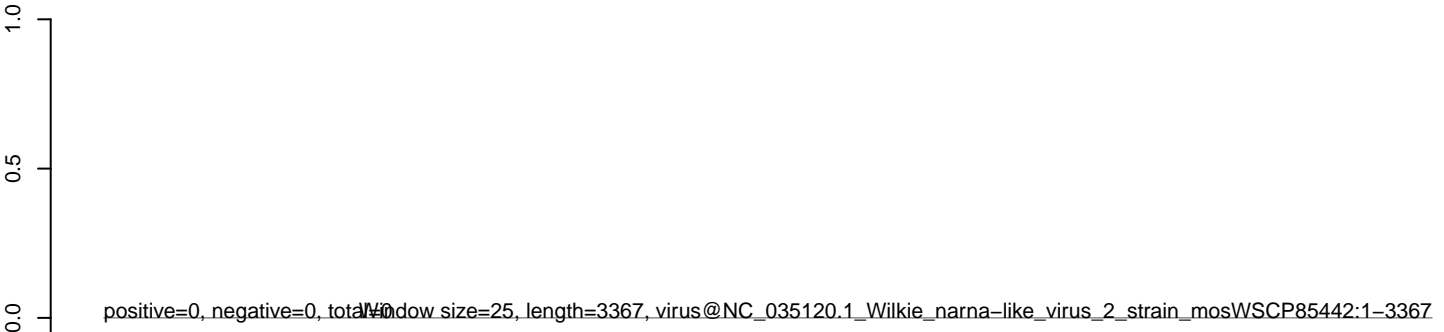 1.0
0.5
0.0
positive=0, negative=0, total=0
Window size=25, length=3367, virus@NC_035120.1_Wilkie_narna−like_virus_2_strain_mosWSCP85442:1−3367